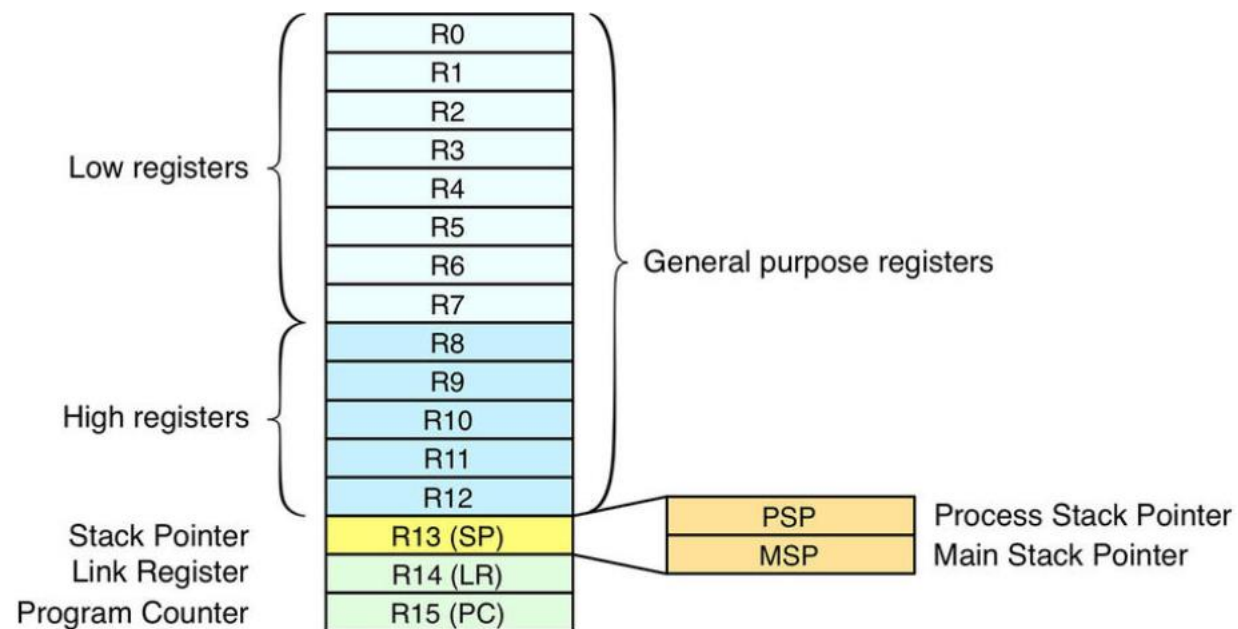 R0
R1
R2
R3
Low registers
R4
R5
R6
General purpose registers
R7
R8
R9
High registers
R10
R11
R12
PSP
Process Stack Pointer
Stack Pointer
R13 (SP)
MSP
Main Stack Pointer
Link Register
R14 (LR)
Program Counter
R15 (PC)